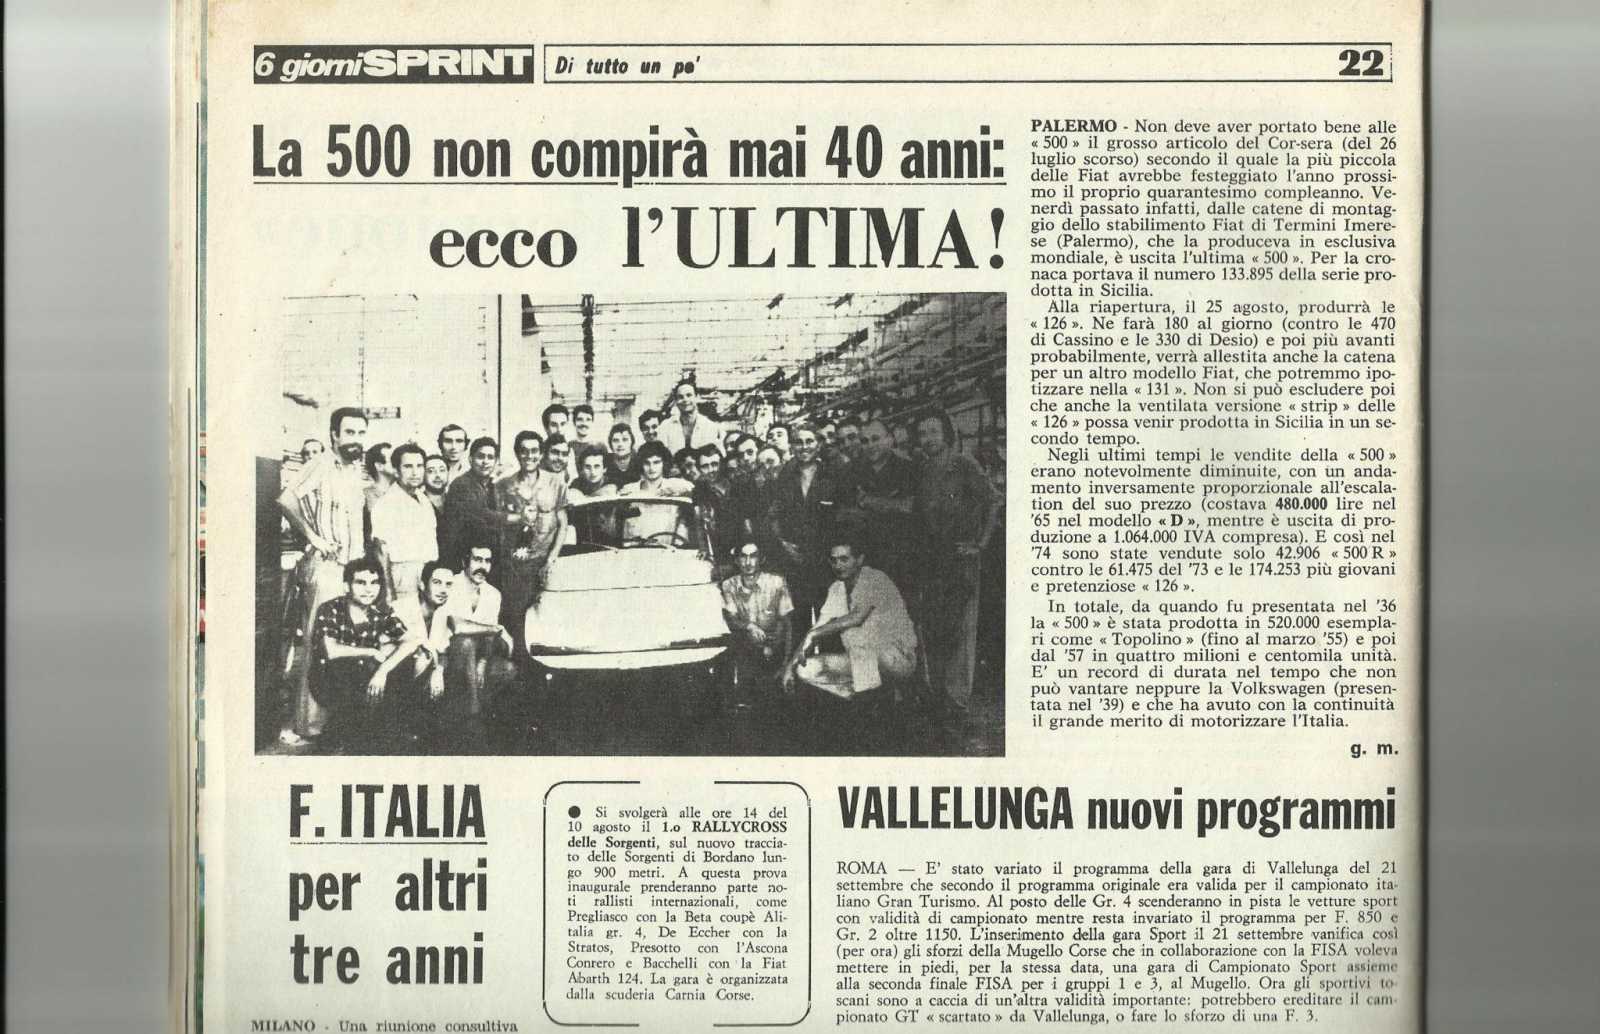 6 giorni SPRINT
Di tutto un po'
22
La 500 non compirà mai 40 anni:
ecco l'ULTIMA!
PALERMO - Non deve aver portato bene alle
« 500 » il grosso articolo del Cor-sera (del 26
luglio scorso) secondo il quale la più piccola
delle Fiat avrebbe festeggiato l'anno prossi-
mo il proprio quarantesimo compleanno. Ve-
nerdì passato infatti, dalle catene di montag-
gio dello stabilimento Fiat di Termini Imere-
se (Palermo), che la produceva in esclusiva
mondiale, è uscita l'ultima « 500 ». Per la cro-
naca portava il numero 133.895 della serie pro-
dotta in Sicilia.
Alla riapertura, il 25 agosto, produrrà le
« 126 ». Ne farà 180 al giorno (contro le 470
di Cassino e le 330 di Desio) e poi più avanti
probabilmente, verrà allestita anche la catena
per un altro modello Fiat, che potremmo ipo-
tizzare nella « 131 ». Non si può escludere poi
che anche la ventilata versione « strip » delle
« 126 » possa venir prodotta in Sicilia in un se-
condo tempo.
Negli ultimi tempi le vendite della « 500 »
erano notevolmente diminuite, con un anda-
mento inversamente proporzionale all'escala-
tion del suo prezzo (costava 480.000 lire nel
'65 nel modello « D », mentre è uscita di pro-
duzione a 1.064.000 IVA compresa). E così nel
'74 sono state vendute solo 42.906 « 500 R »
contro le 61.475 del '73 e le 174.253 più giovani
e pretenziose « 126 ».
In totale, da quando fu presentata nel '36
la « 500 » è stata prodotta in 520.000 esempla-
ri come « Topolino » (fino al marzo '55) e poi
dal '57 in quattro milioni e centomila unità.
E' un record di durata nel tempo che non
può vantare neppure la Volkswagen (presen-
tata nel '39) e che ha avuto con la continuità
il grande merito di motorizzare l'Italia.
g. m.
F. ITALIA
per altri
tre anni
MILANO - Una riunione consultiva
● Si svolgerà alle ore 14 del
10 agosto il 1.o RALLYCROSS
delle Sorgenti, sul nuovo traccia-
to delle Sorgenti di Bordano lun-
go 900 metri. A questa prova
inaugurale prenderanno parte no-
ti rallisti internazionali, come
Pregliasco con la Beta coupè Ali-
talia gr. 4, De Eccher con la
Stratos, Presotto con l'Ascona
Conrero e Bacchelli con la Fiat
Abarth 124. La gara è organizzata
dalla scuderia Carnia Corse.
VALLELUNGA nuovi programmi
ROMA — E' stato variato il programma della gara di Vallelunga del 21
settembre che secondo il programma originale era valida per il campionato ita-
liano Gran Turismo. Al posto delle Gr. 4 scenderanno in pista le vetture sport
con validità di campionato mentre resta invariato il programma per F. 850 e
Gr. 2 oltre 1150. L'inserimento della gara Sport il 21 settembre vanifica così
(per ora) gli sforzi della Mugello Corse che in collaborazione con la FISA voleva
mettere in piedi, per la stessa data, una gara di Campionato Sport assieme
alla seconda finale FISA per i gruppi 1 e 3, al Mugello. Ora gli sportivi to-
scani sono a caccia di un'altra validità importante: potrebbero ereditare il cam-
pionato GT « scartato » da Vallelunga, o fare lo sforzo di una F. 3.